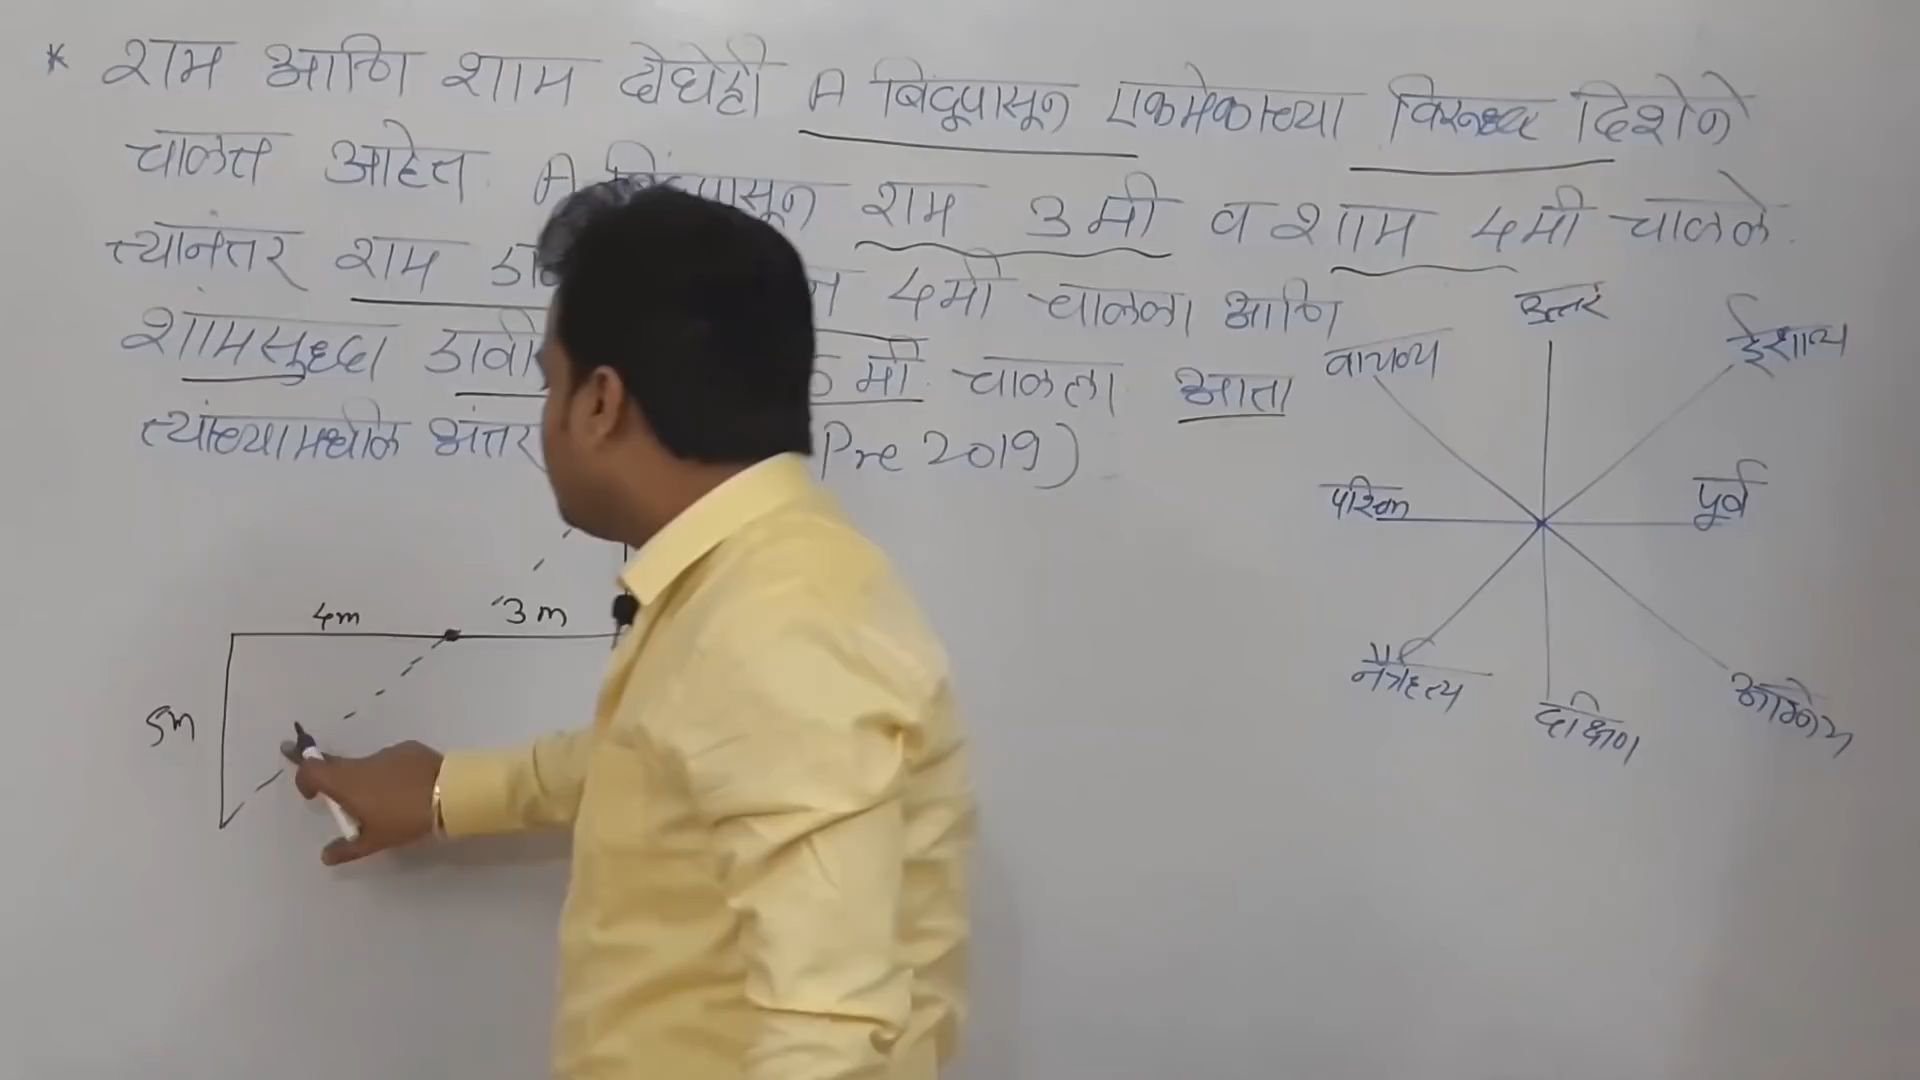 * राम आणि शाम दोघेही A बिंदूपासून एकमेकाच्या विरुध्द दिशेने
चालत आहेत. A बिंदूपासून राम 3 मी व शाम 4 मी चालले.
त्यानंतर राम 4 मी चालला आणि
शामसुध्दा डावी मी. चालला. आता
त्यांच्यामधील अंतर Pre 2019)
उत्तर
वायव्य ईशान्य
पश्चिम पूर्व
नैऋत्य आग्नेय
दक्षिण
4m 3m
5m